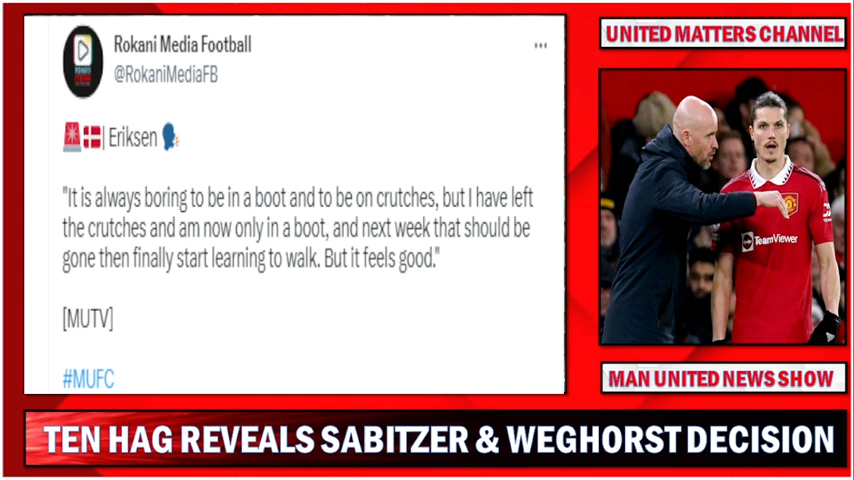 Rokani Media Football
@RokaniMediaFB
| Eriksen
"It is always boring to be in a boot and to be on crutches, but I have left
the crutches and am now only in a boot, and next week that should be
gone then finally start learning to walk. But it feels good."
[MUTV]
#MUFC
UNITED MATTERS CHANNEL
TeamViewer
MAN UNITED NEWS SHOW
TEN HAG REVEALS SABITZER & WEGHORST DECISION